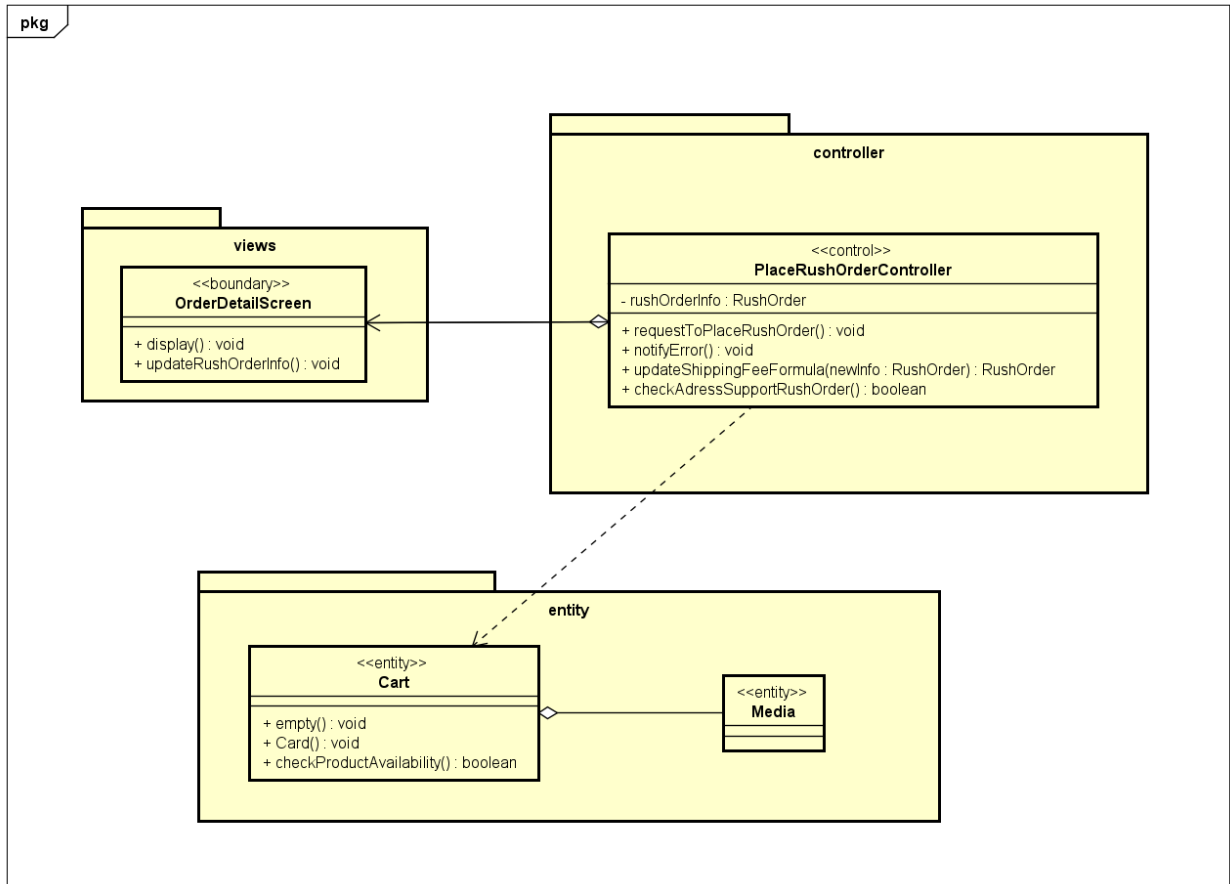 pkg
controller
views
<<control>>
PlaceRushOrderController
- rushOrderInfo : RushOrder
+ requestToPlaceRushOrder() : void
+ notifyError() : void
+ updateShippingFeeFormula(newInfo : RushOrder) : RushOrder
+ checkAdressSupportRushOrder() : boolean
<<boundary>>
OrderDetailScreen
+ display() : void
+ updateRushOrderInfo() : void
entity
<<entity>>
Cart
+ empty() : void
+ Card() : void
+ checkProductAvailability() : boolean
<<entity>>
Media